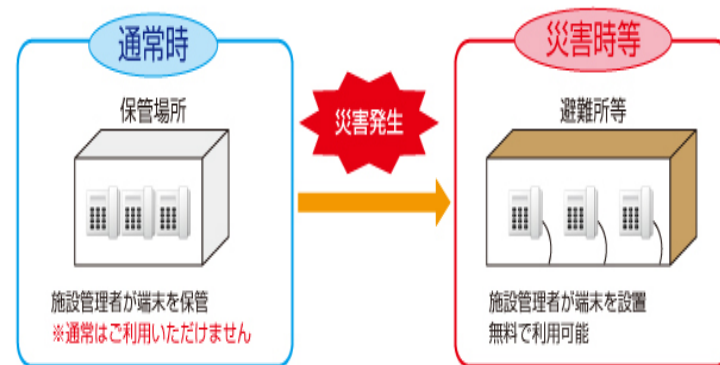 通常時
保管場所
施設管理者が端末を保管
※通常はご利用いただけません
災害発生
災害時等
避難所等
施設管理者が端末を設置
無料で利用可能